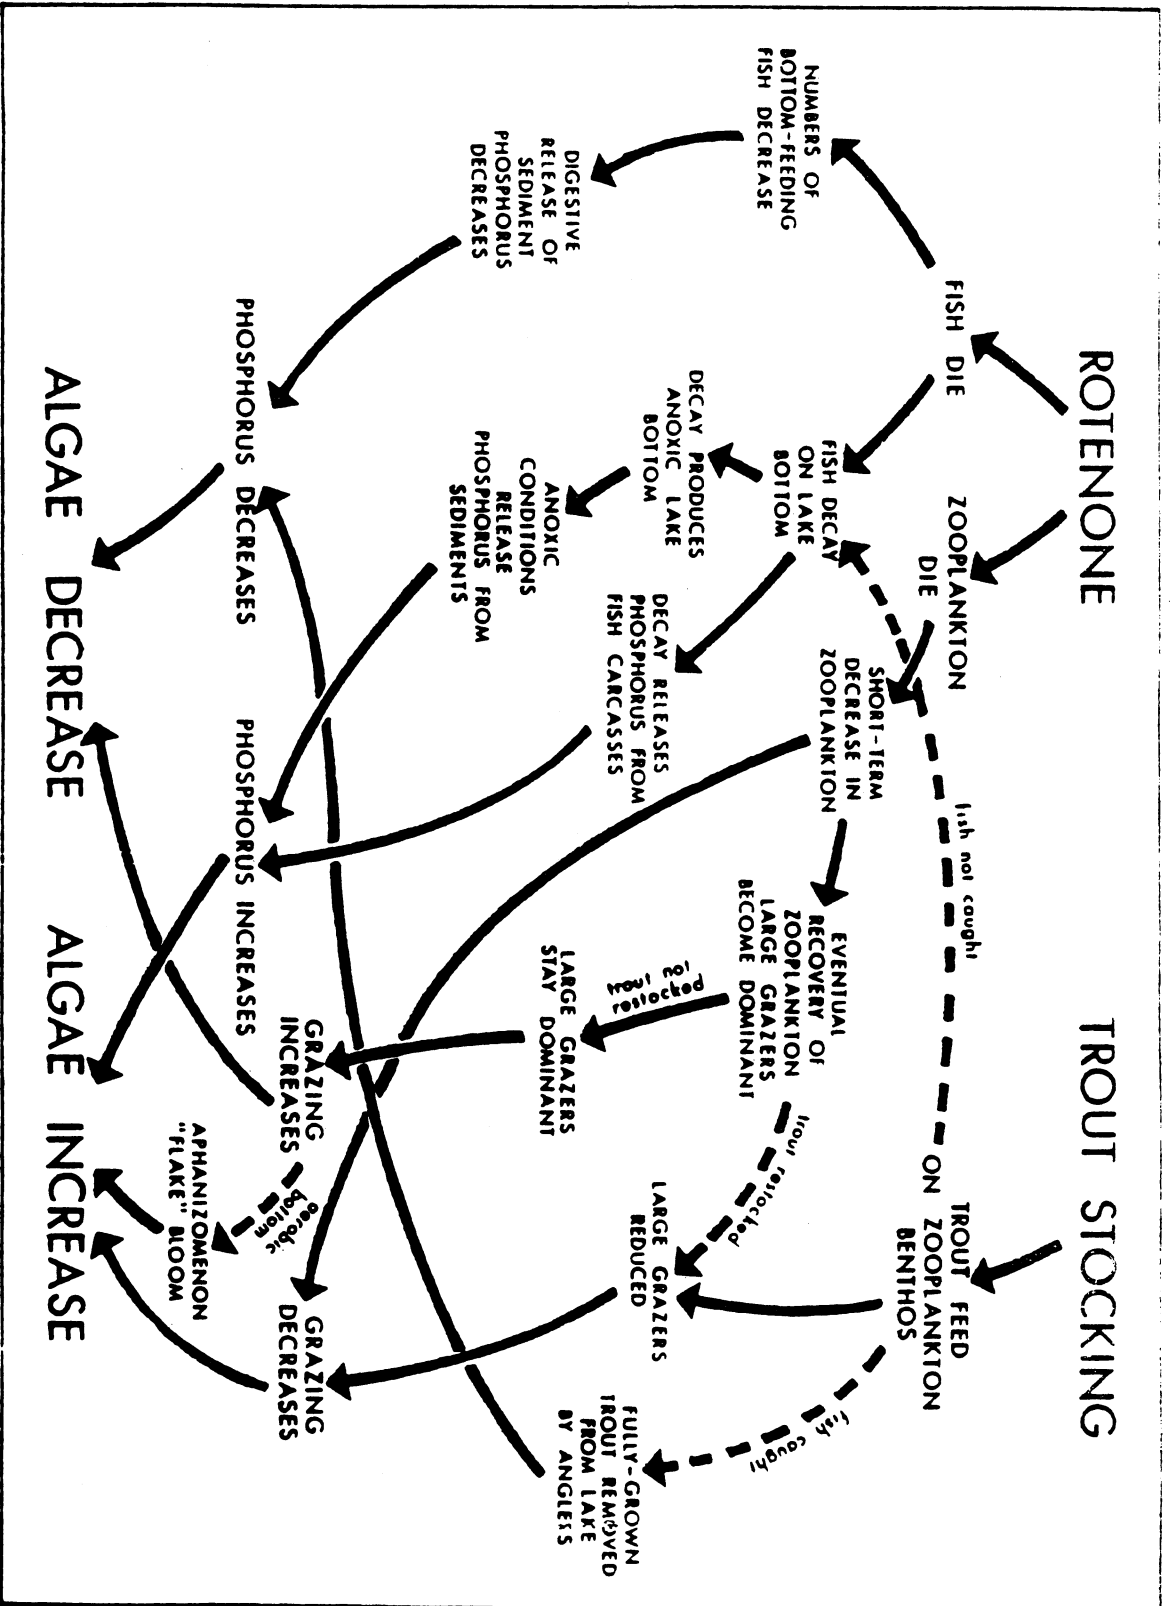 ROTENONE
TROUT STOCKING
FISH DIE
ZOOPLANKTON
DIE
TROUT FEED
ON ZOOPLANKTON
BENTHOS
fish not caught
NUMBERS OF
BOTTOM-FEEDING
FISH DECREASE
FISH DECAY
ON LAKE
BOTTOM
SHORT-TERM
DECREASE IN
ZOOPLANKTON
EVENTUAL
RECOVERY OF
ZOOPLANKTON
LARGE GRAZERS
BECOME DOMINANT
trout restocked
fish caught
DECAY PRODUCES
ANOXIC LAKE
BOTTOM
DECAY RELEASES
PHOSPHORUS FROM
FISH CARCASSES
trout not
restocked
LARGE GRAZERS
REDUCED
FULLY-GROWN
TROUT REMOVED
FROM LAKE
BY ANGLERS
DIGESTIVE
RELEASE OF
SEDIMENT
PHOSPHORUS
DECREASES
ANOXIC
CONDITIONS
RELEASE
PHOSPHORUS FROM
SEDIMENTS
LARGE GRAZERS
STAY DOMINANT
PHOSPHORUS DECREASES
PHOSPHORUS INCREASES
GRAZING
INCREASES
aerobic
bottom
GRAZING
DECREASES
APHANIZOMENON
"FLAKE" BLOOM
ALGAE DECREASE
ALGAE INCREASE